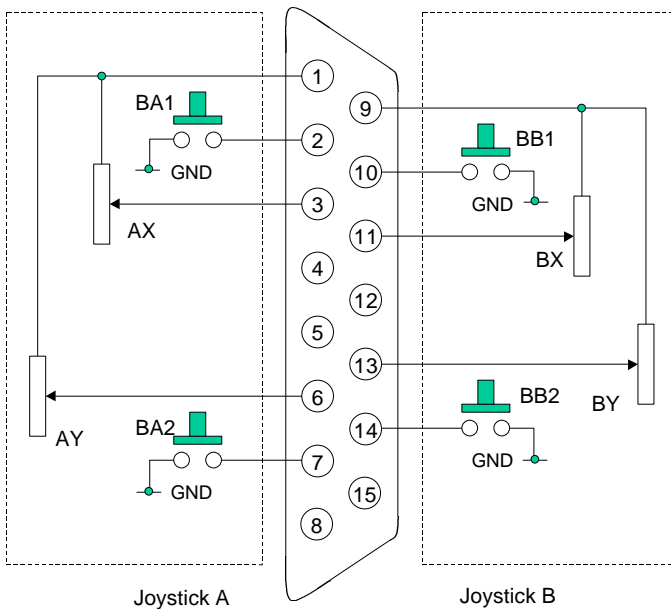 1
9
BA1
2
BB1
GND
10
GND
3
AX
11
BX
4
12
5
13
6
BA2
BB2
BY
AY
14
7
GND
GND
15
8
Joystick A
Joystick B